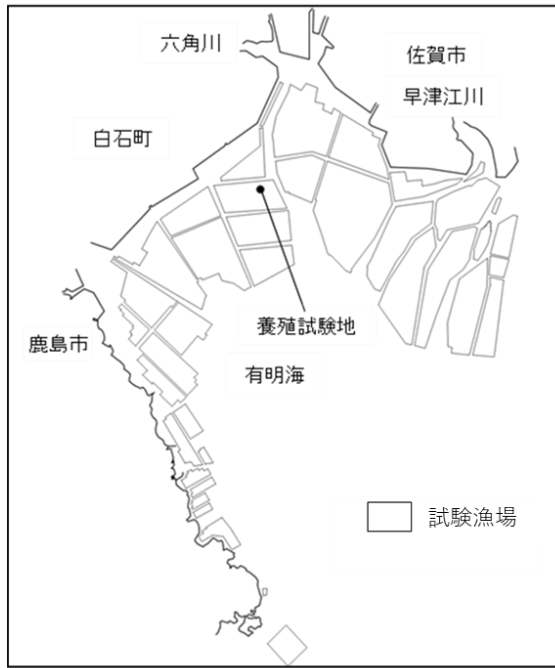 六角川
佐賀市
早津江川
白石町
養殖試験地
鹿島市
有明海
試験漁場